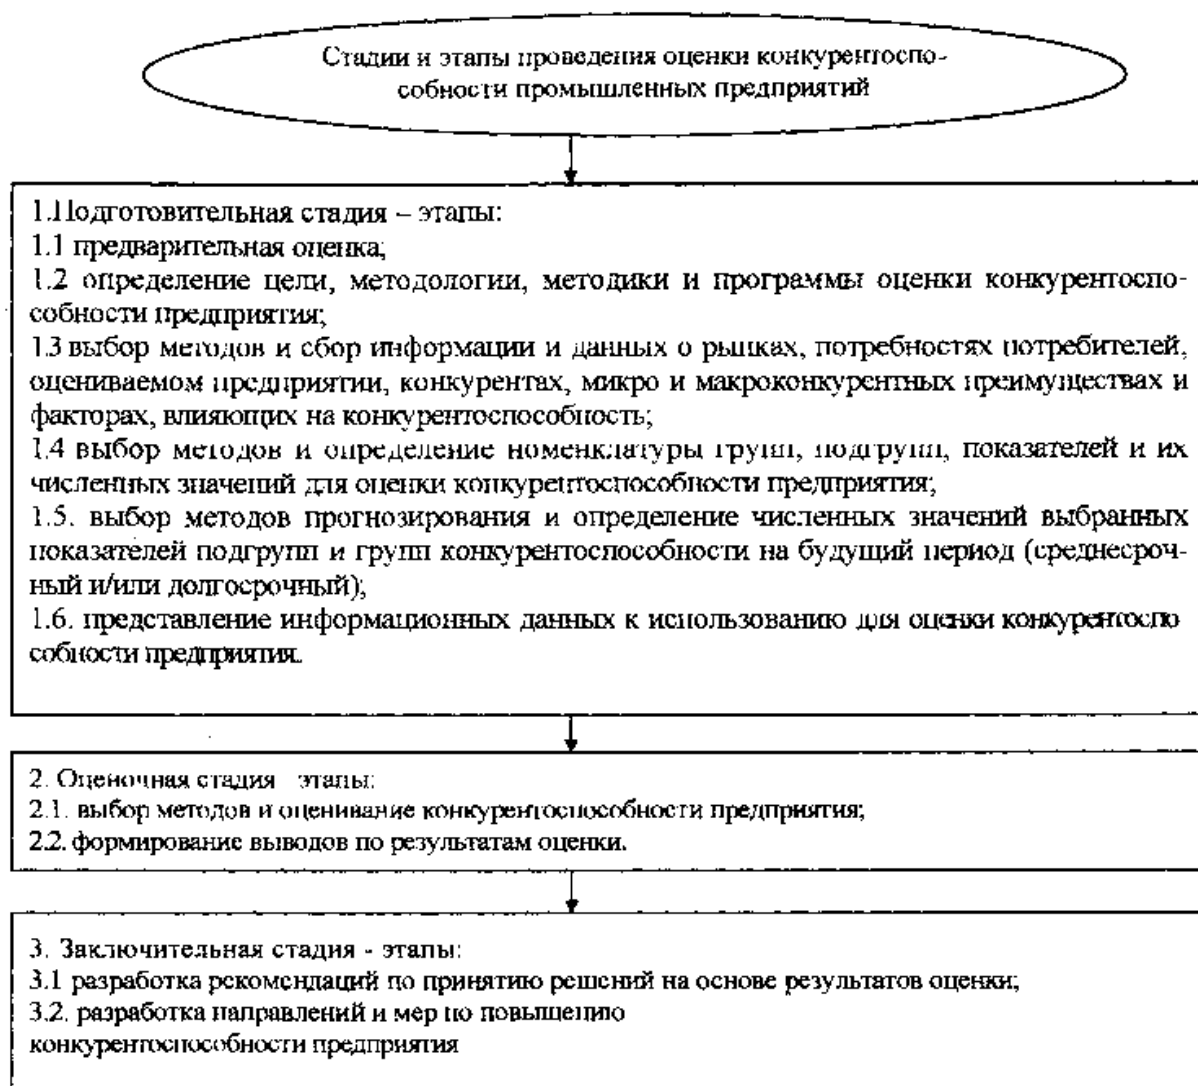 Стадии и этапы проведения оценки конкурентоспо-
собности промышленных предприятий
1.Подготовительная стадия – этапы:
1.1 предварительная оценка;
1.2 определение цели, методологии, методики и программы оценки конкурентоспо-
собности предприятия;
1.3 выбор методов и сбор информации и данных о рынках, потребностях потребителей,
оцениваемом предприятии, конкурентах, микро и макроконкурентных преимуществах и
факторах, влияющих на конкурентоспособность;
1.4 выбор методов и определение номенклатуры групп, подгрупп, показателей и их
численных значений для оценки конкурентоспособности предприятия;
1.5. выбор методов прогнозирования и определение численных значений выбранных
показателей подгрупп и групп конкурентоспособности на будущий период (среднесроч-
ный и/или долгосрочный);
1.6. представление информационных данных к использованию для оценки конкурентоспо
собности предприятия.
2. Оценочная стадия этапы:
2.1. выбор методов и оценивание конкурентоспособности предприятия;
2.2. формирование выводов по результатам оценки.
3. Заключительная стадия - этапы:
3.1 разработка рекомендаций по принятию решений на основе результатов оценки;
3.2. разработка направлений и мер по повышению
конкурентоспособности предприятия